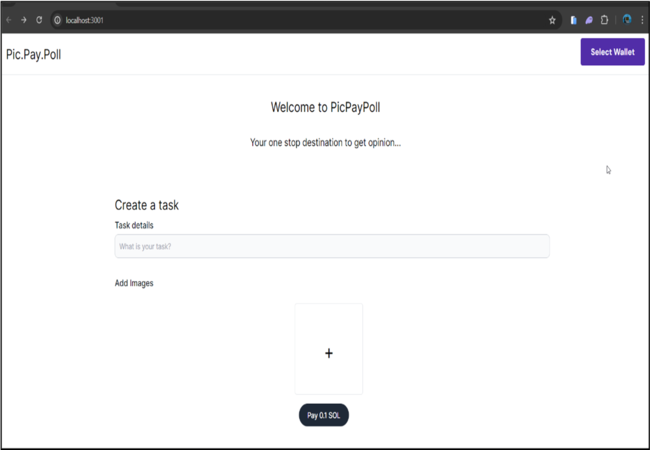 localhost:3001
Pic.Pay.Poll
Select Wallet
Welcome to PicPayPoll
Your one stop destination to get opinion...
Create a task
Task details
What is your task?
Add Images
+
Pay 0.1 SOL